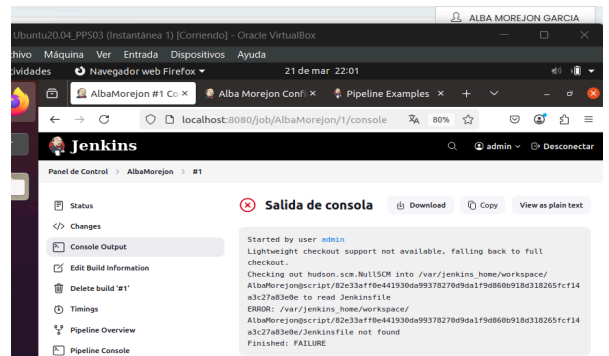 ALBA MOREJON GARCIA
Ubuntu20.04_PPS03 (Instantánea 1) [Corriendo] - Oracle VirtualBox
hivo Máquina Ver Entrada Dispositivos Ayuda
tividades Navegador web Firefox 21 de mar 22:01
AlbaMorejon #1 Co × Alba Morejon Confi × Pipeline Examples ×
localhost:8080/job/AlbaMorejon/1/console 80%
Jenkins admin Desconectar
Panel de Control > AlbaMorejon > #1
Status
Changes
Console Output
Edit Build Information
Delete build '#1'
Timings
Pipeline Overview
Pipeline Console
Salida de consola Download Copy View as plain text
Started by user admin
Lightweight checkout support not available, falling back to full
checkout.
Checking out hudson.scm.NullSCM into /var/jenkins_home/workspace/
AlbaMorejon@script/82e33aff0e441930da99378270d9da1f9d860b918d318265fcf14
a3c27a83e0e to read Jenkinsfile
ERROR: /var/jenkins_home/workspace/
AlbaMorejon@script/82e33aff0e441930da99378270d9da1f9d860b918d318265fcf14
a3c27a83e0e/Jenkinsfile not found
Finished: FAILURE